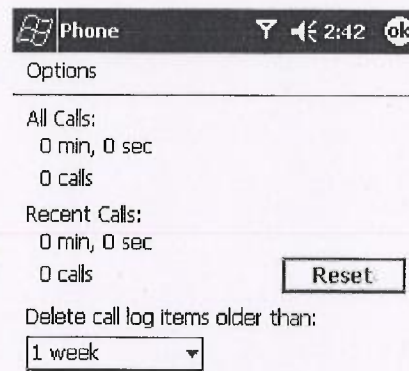 Phone 2:42 ok
Options
All Calls:
0 min, 0 sec
0 calls
Recent Calls:
0 min, 0 sec
0 calls Reset
Delete call log items older than:
1 week